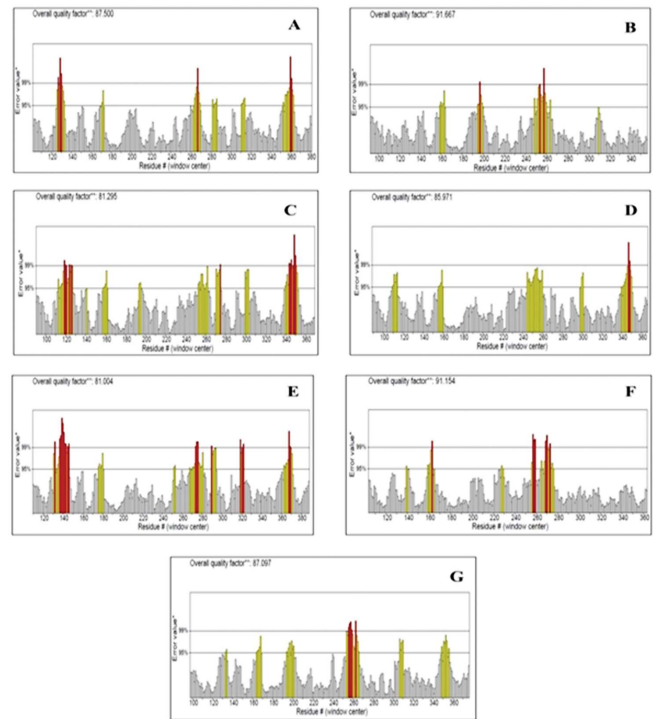 Overall quality factor**: 87.500
A
Error value*
99%
95%
100 120 140 160 180 200 220 240 260 280 300 320 340 360 380
Residue # (window center)
Overall quality factor**: 91.667
B
Error value*
99%
95%
120 140 160 180 200 220 240 260 280 300 320 340
Residue # (window center)
Overall quality factor**: 81.295
C
Error value*
99%
95%
100 120 140 160 180 200 220 240 260 280 300 320 340 360
Residue # (window center)
Overall quality factor**: 85.971
D
Error value*
99%
95%
100 120 140 160 180 200 220 240 260 280 300 320 340 360
Residue # (window center)
Overall quality factor**: 81.004
E
Error value*
99%
95%
120 140 160 180 200 220 240 260 280 300 320 340 360 380
Residue # (window center)
Overall quality factor**: 91.154
F
Error value*
99%
95%
100 120 140 160 180 200 220 240 260 280 300 320 340 360
Residue # (window center)
Overall quality factor**: 87.097
G
Error value*
99%
95%
100 120 140 160 180 200 220 240 260 280 300 320 340 360
Residue # (window center)